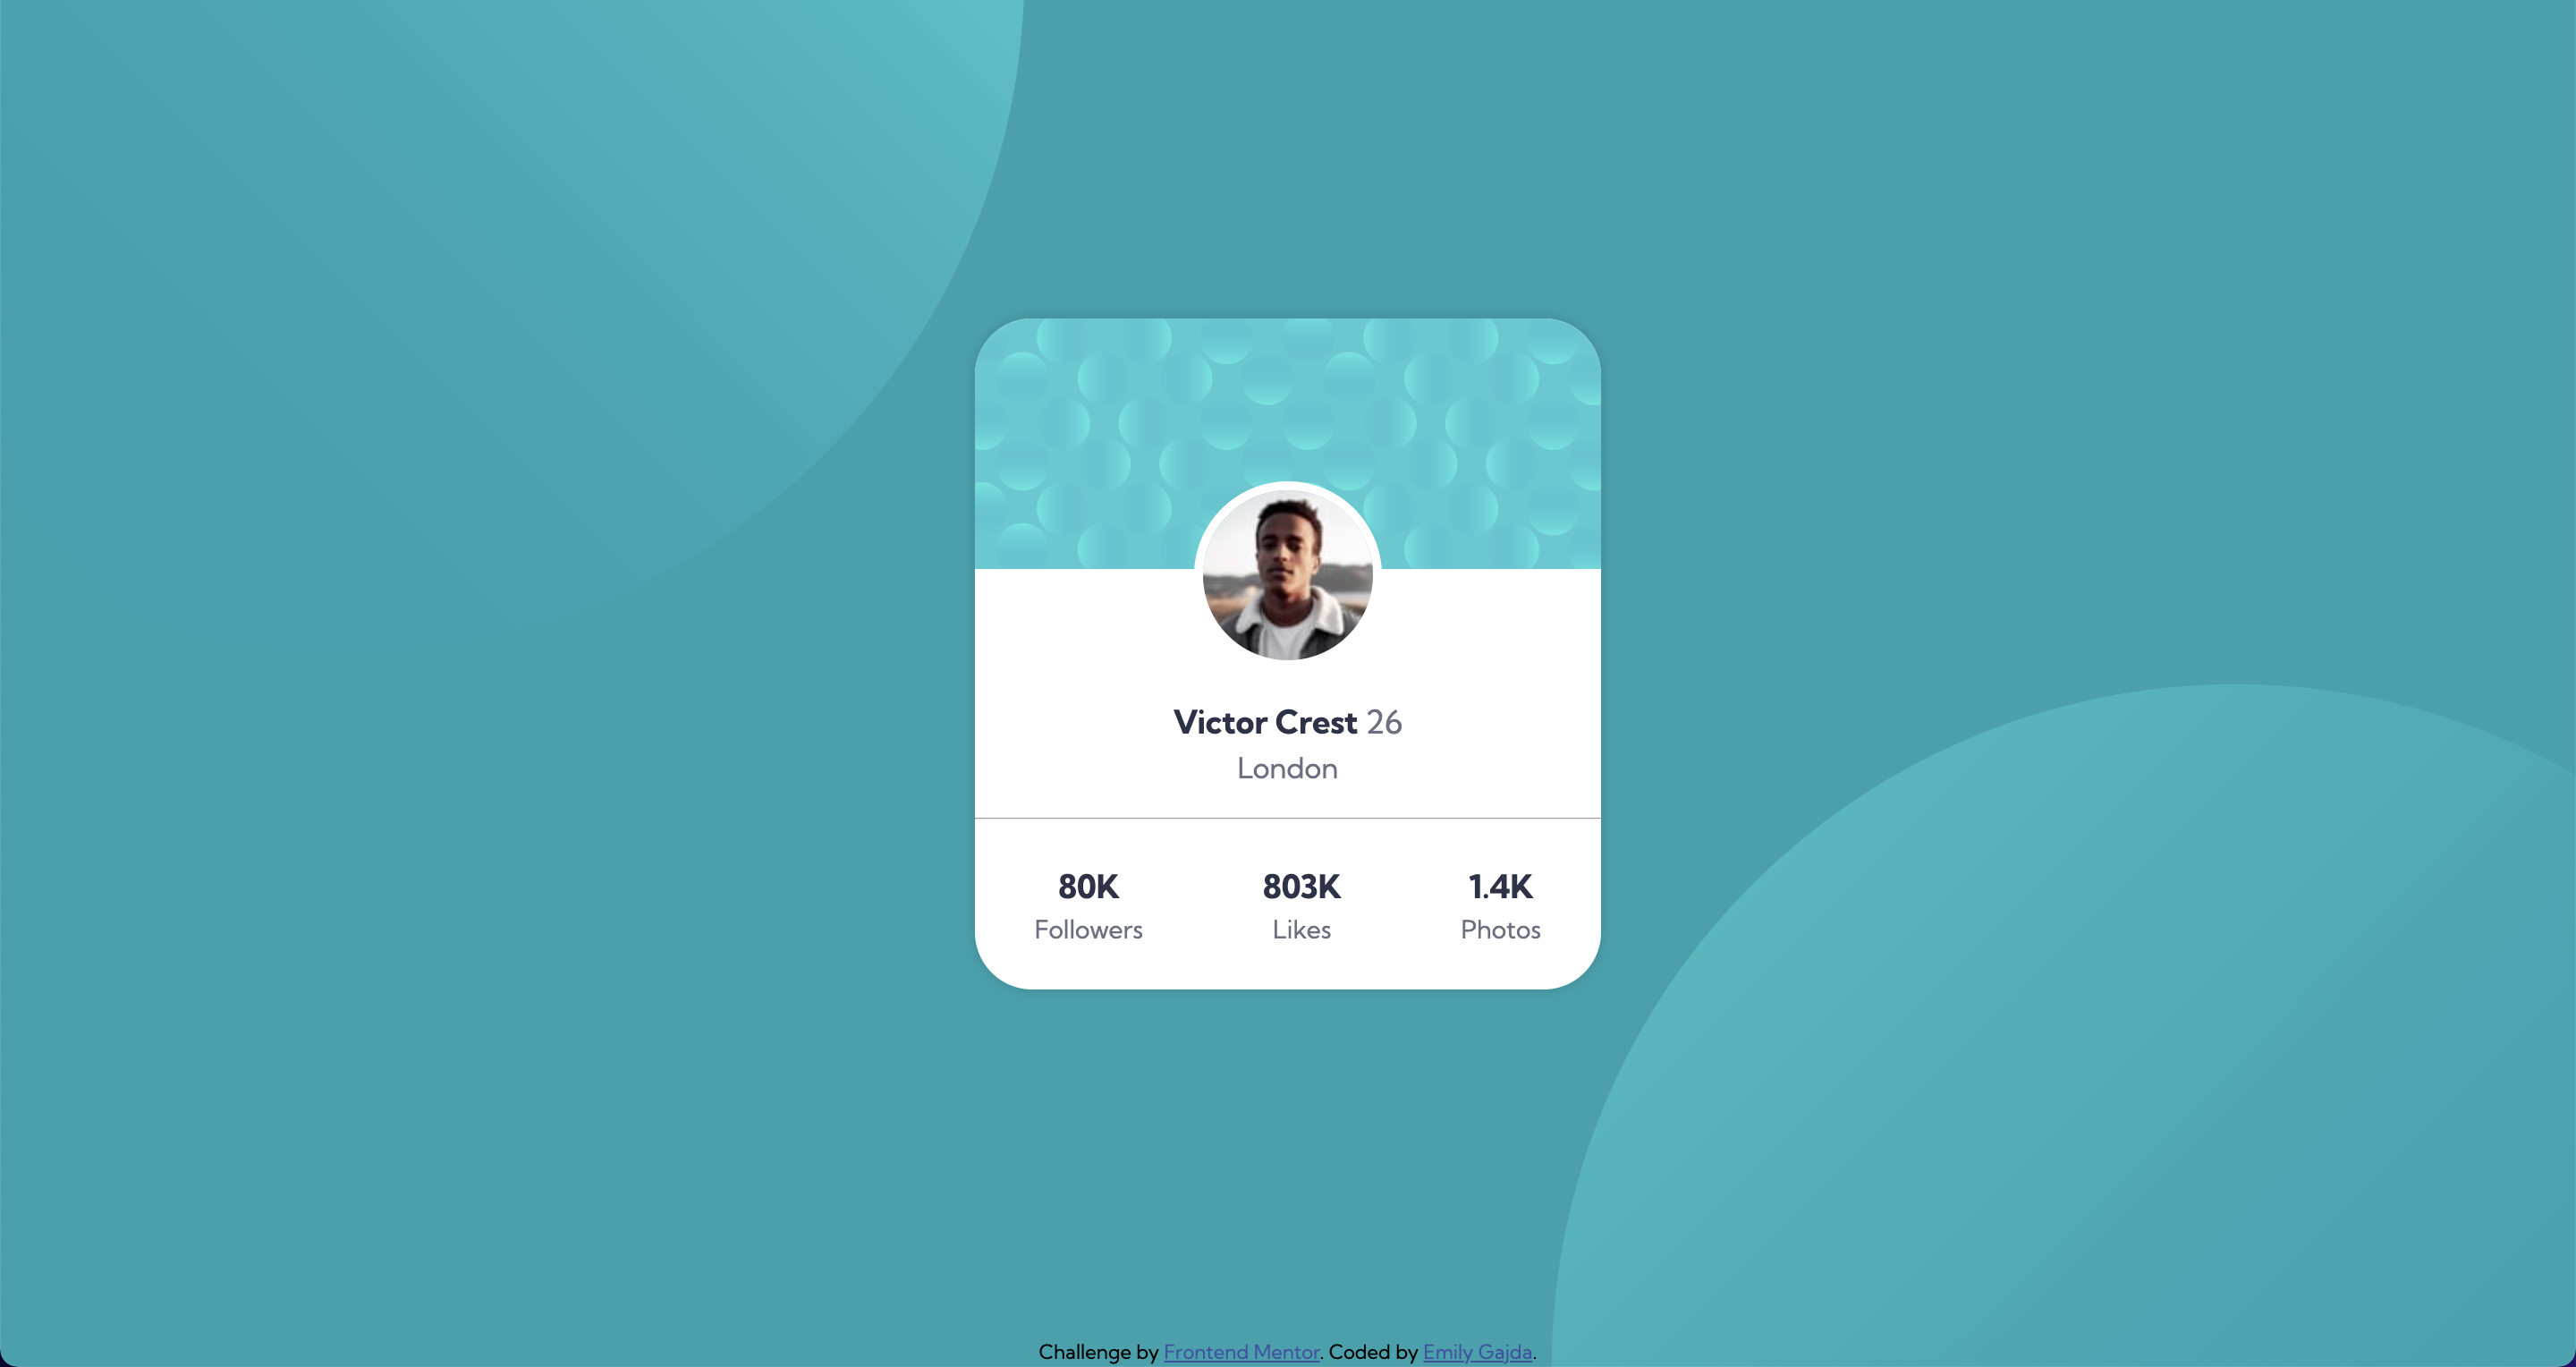 Victor Crest 26
London
80K 803K 1.4K
Followers Likes Photos
Challenge by Frontend Mentor. Coded by Emily Gajda.